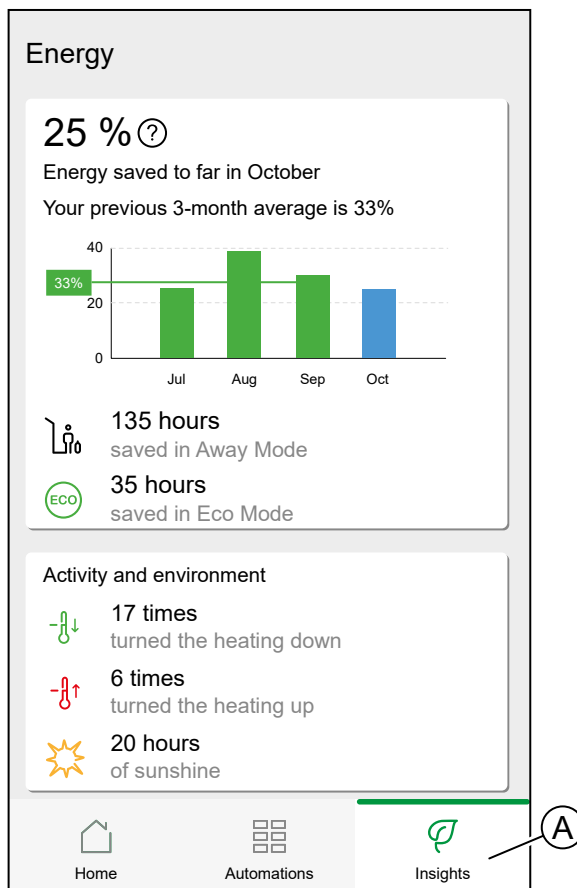 Energy
25 % ?
Energy saved to far in October
Your previous 3-month average is 33%
40
33%
20
0
Jul Aug Sep Oct
135 hours
saved in Away Mode
ECO
35 hours
saved in Eco Mode
Activity and environment
17 times
turned the heating down
6 times
turned the heating up
20 hours
of sunshine
A
Home Automations Insights